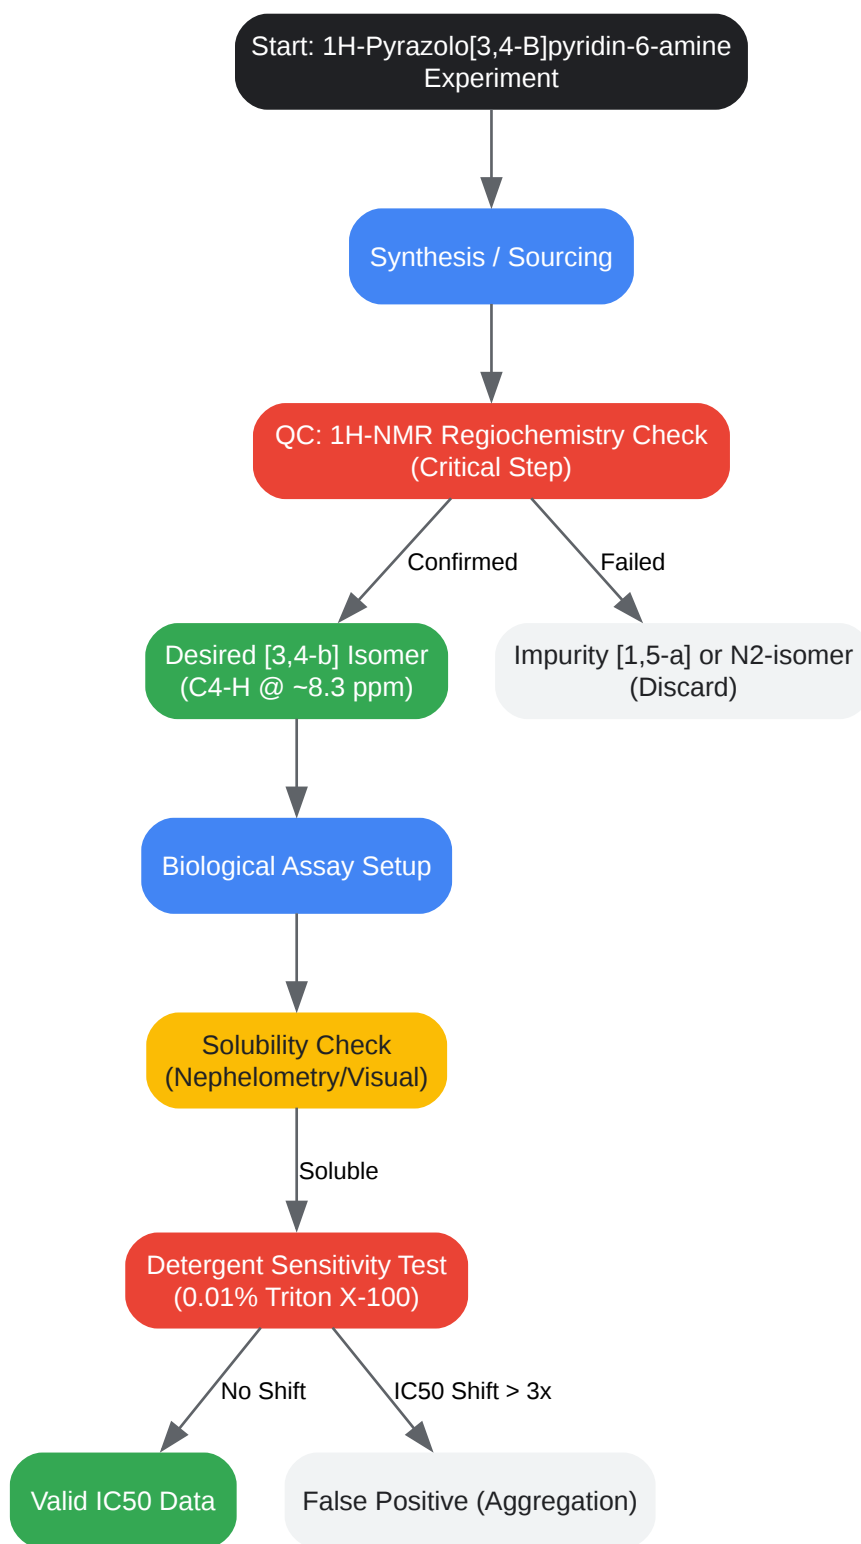 Start: 1H-Pyrazolo[3,4-B]pyridin-6-amine
Experiment
Synthesis / Sourcing
QC: 1H-NMR Regiochemistry Check
(Critical Step)
Confirmed
Failed
Desired [3,4-b] Isomer
(C4-H @ ~8.3 ppm)
Impurity [1,5-a] or N2-isomer
(Discard)
Biological Assay Setup
Solubility Check
(Nephelometry/Visual)
Soluble
Detergent Sensitivity Test
(0.01% Triton X-100)
No Shift
IC50 Shift > 3x
Valid IC50 Data
False Positive (Aggregation)